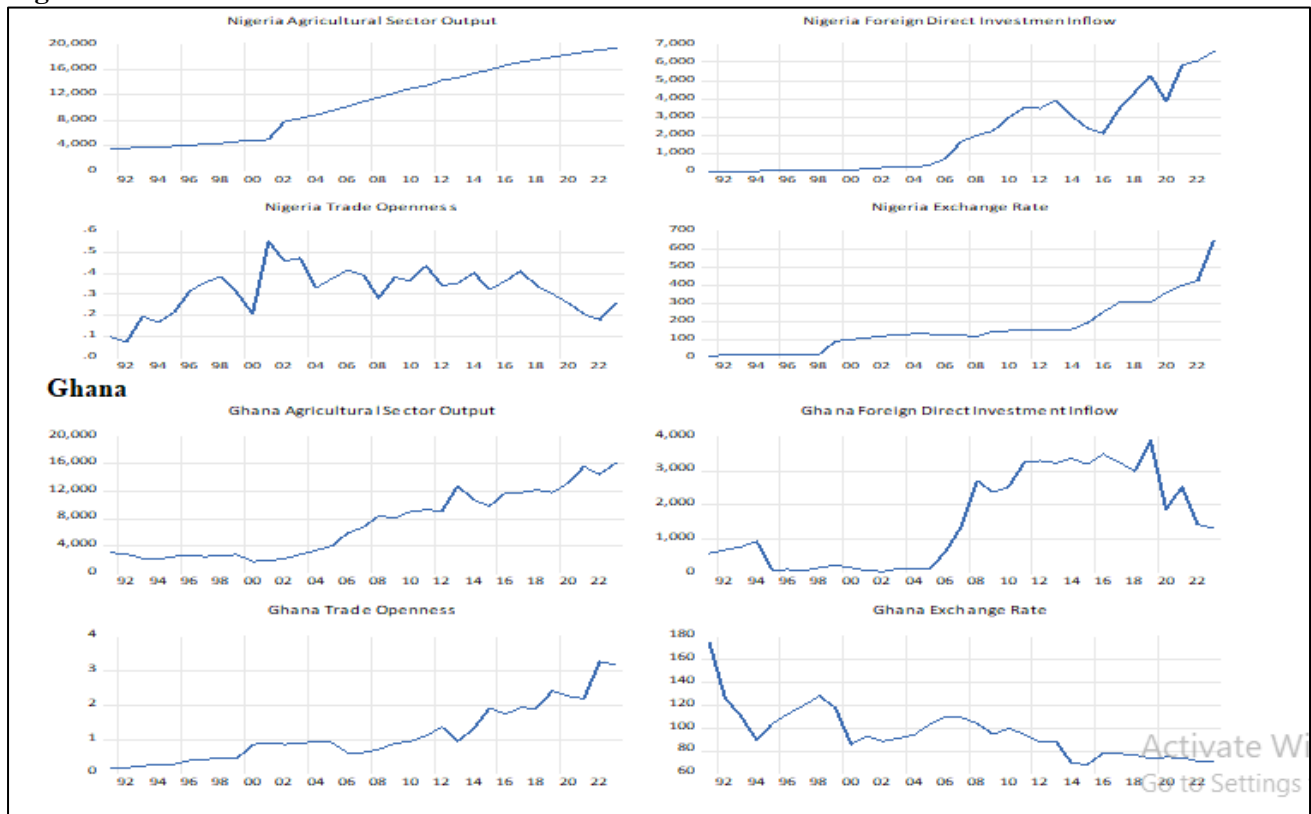 Nigeria Agricultural Sector Output
20,000
16,000
12,000
8,000
4,000
0
92 94 96 98 00 02 04 06 08 10 12 14 16 18 20 22
Nigeria Foreign Direct Investmen Inflow
7,000
6,000
5,000
4,000
3,000
2,000
1,000
0
92 94 96 98 00 02 04 06 08 10 12 14 16 18 20 22
Nigeria Trade Openness
.6
.5
.4
.3
.2
.1
.0
92 94 96 98 00 02 04 06 08 10 12 14 16 18 20 22
Nigeria Exchange Rate
700
600
500
400
300
200
100
0
92 94 96 98 00 02 04 06 08 10 12 14 16 18 20 22
Ghana
Ghana Agricultural Sector Output
20,000
16,000
12,000
8,000
4,000
0
92 94 96 98 00 02 04 06 08 10 12 14 16 18 20 22
Ghana Foreign Direct Investment Inflow
4,000
3,000
2,000
1,000
0
92 94 96 98 00 02 04 06 08 10 12 14 16 18 20 22
Ghana Trade Openness
4
3
2
1
0
92 94 96 98 00 02 04 06 08 10 12 14 16 18 20 22
Ghana Exchange Rate
180
160
140
120
100
80
60
92 94 96 98 00 02 04 06 08 10 12 14 16 18 20 22
Activate Wi
Go to Settings